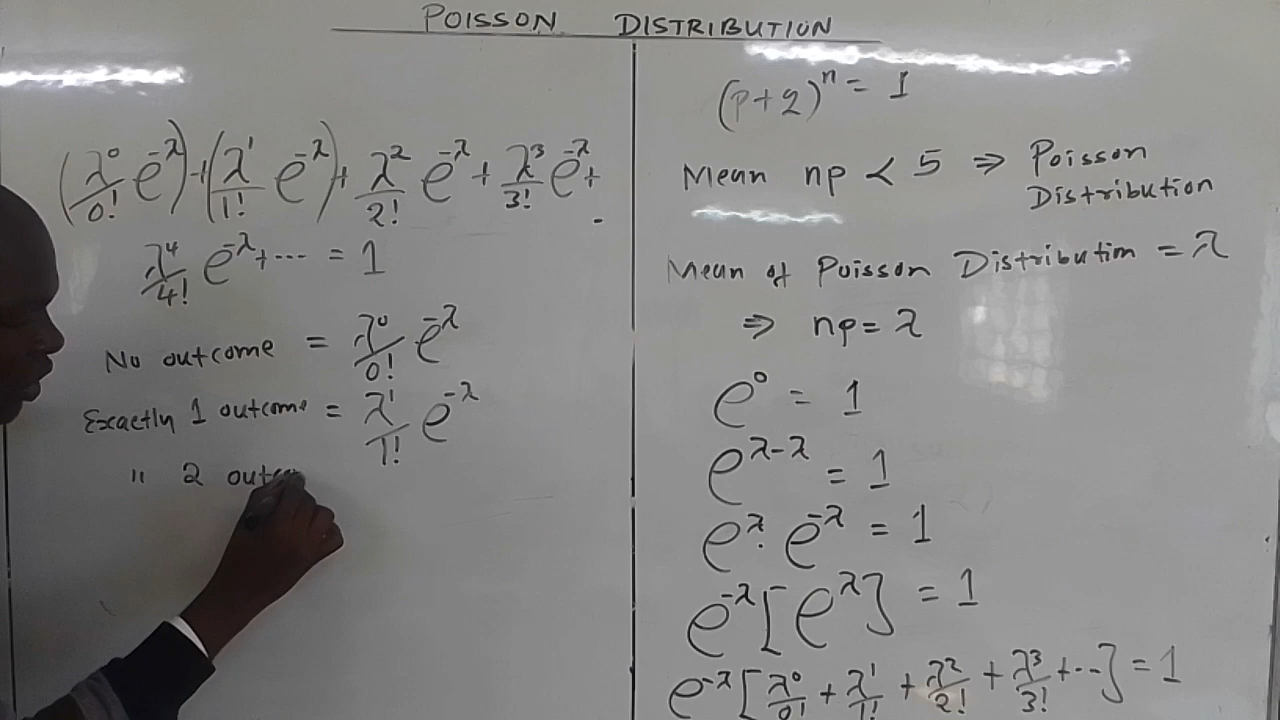 POISSON DISTRIBUTION
(λ⁰/0! e^-λ) + (λ¹/1! e^-λ) + λ²/2! e^-λ + λ³/3! e^-λ +
λ⁴/4! e^-λ + ··· = 1
No outcome = λ⁰/0! e^-λ
Exactly 1 outcome = λ¹/1! e^-λ
" 2 outco
(p+q)ⁿ = 1
Mean np < 5 ⇒ Poisson
Distribution
Mean of Poisson Distribution = λ
⇒ np = λ
e⁰ = 1
e^λ-λ = 1
e^λ · e^-λ = 1
e^-λ [e^λ] = 1
e^-λ [λ⁰/0! + λ¹/1! + λ²/2! + λ³/3! + ···] = 1